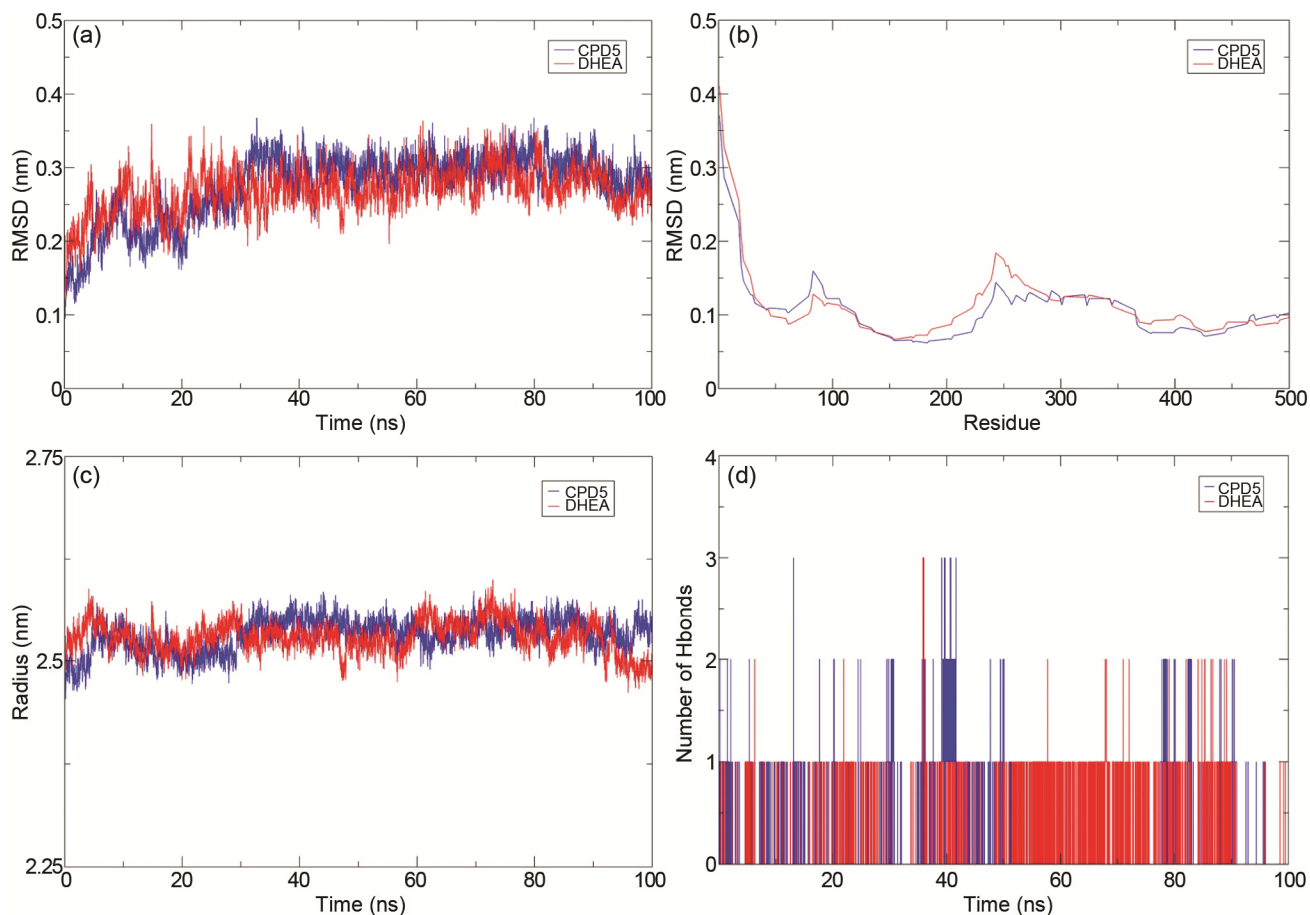 (a)
0.5
0.4
0.3
0.2
0.1
0
RMSD (nm)
CPD5
DHEA
0 20 40 60 80 100
Time (ns)
(b)
0.5
0.4
0.3
0.2
0.1
0
RMSD (nm)
CPD5
DHEA
100 200 300 400 500
Residue
(c)
2.75
2.5
2.25
Radius (nm)
CPD5
DHEA
0 20 40 60 80 100
Time (ns)
(d)
4
3
2
1
0
Number of Hbonds
CPD5
DHEA
20 40 60 80 100
Time (ns)